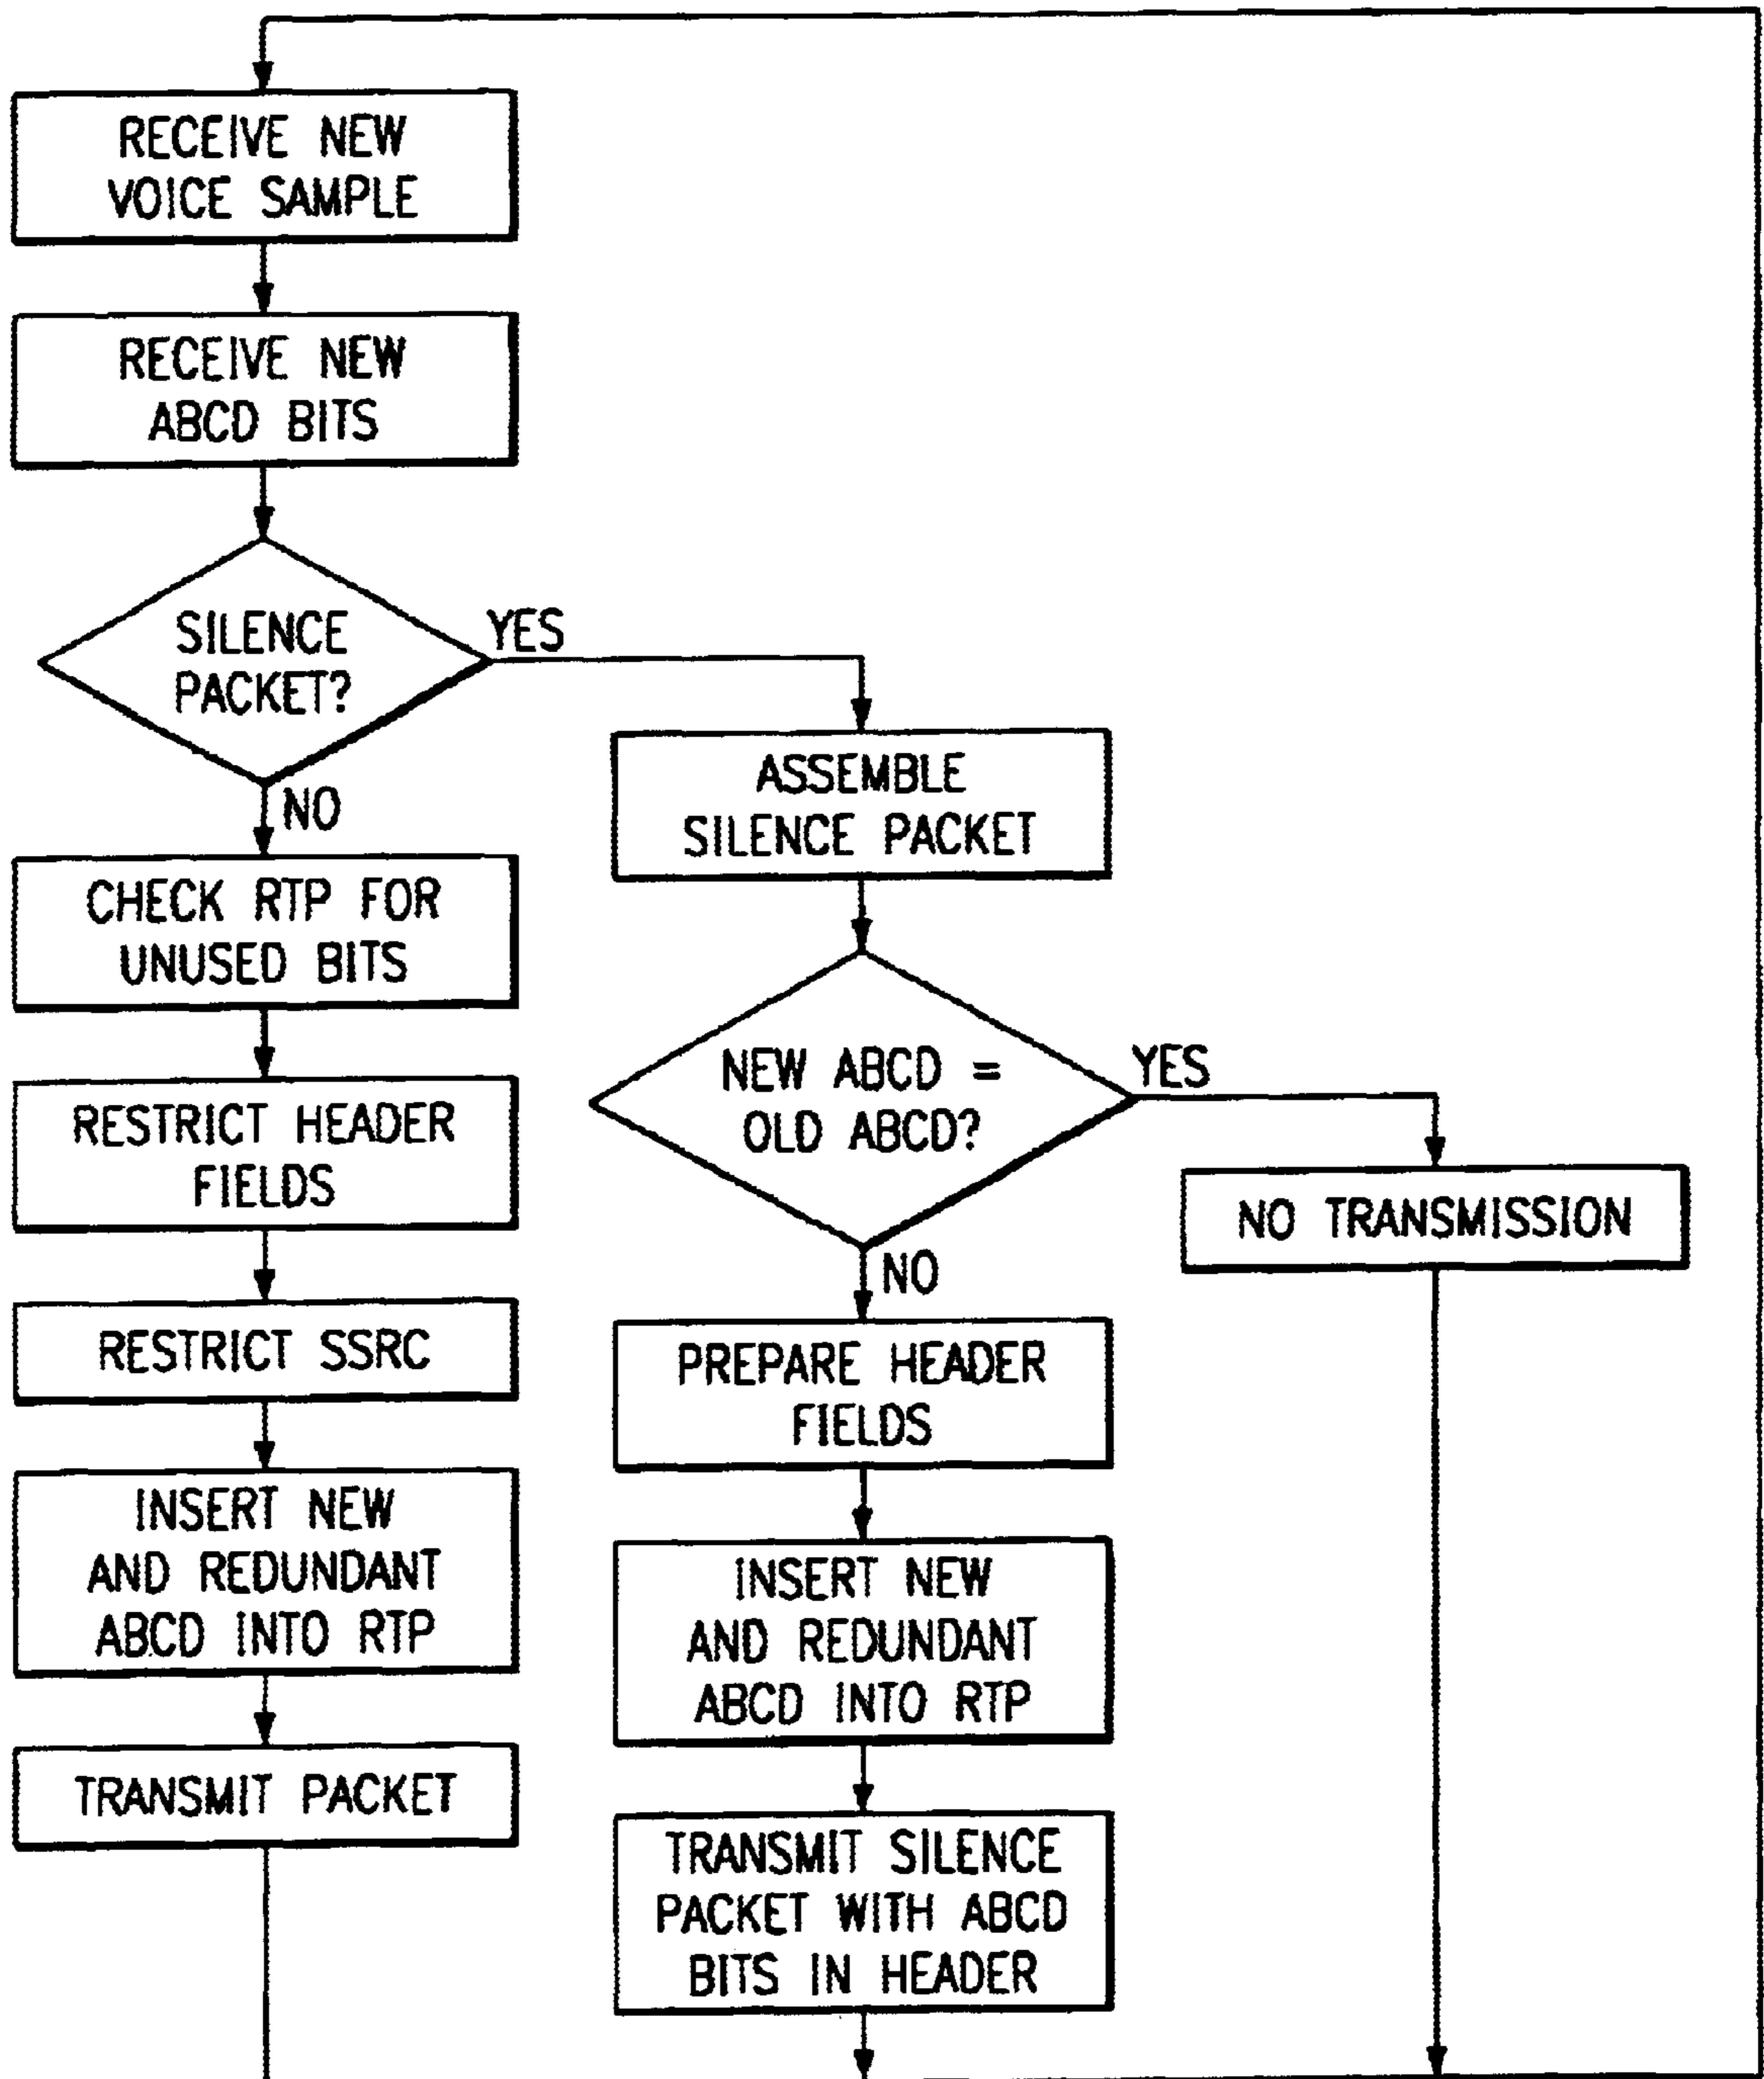 RECEIVE NEW
VOICE SAMPLE
RECEIVE NEW
ABCD BITS
SILENCE
PACKET?
YES
NO
ASSEMBLE
SILENCE PACKET
CHECK RTP FOR
UNUSED BITS
NEW ABCD =
OLD ABCD?
YES
NO
RESTRICT HEADER
FIELDS
NO TRANSMISSION
RESTRICT SSRC
PREPARE HEADER
FIELDS
INSERT NEW
AND REDUNDANT
ABCD INTO RTP
INSERT NEW
AND REDUNDANT
ABCD INTO RTP
TRANSMIT PACKET
TRANSMIT SILENCE
PACKET WITH ABCD
BITS IN HEADER